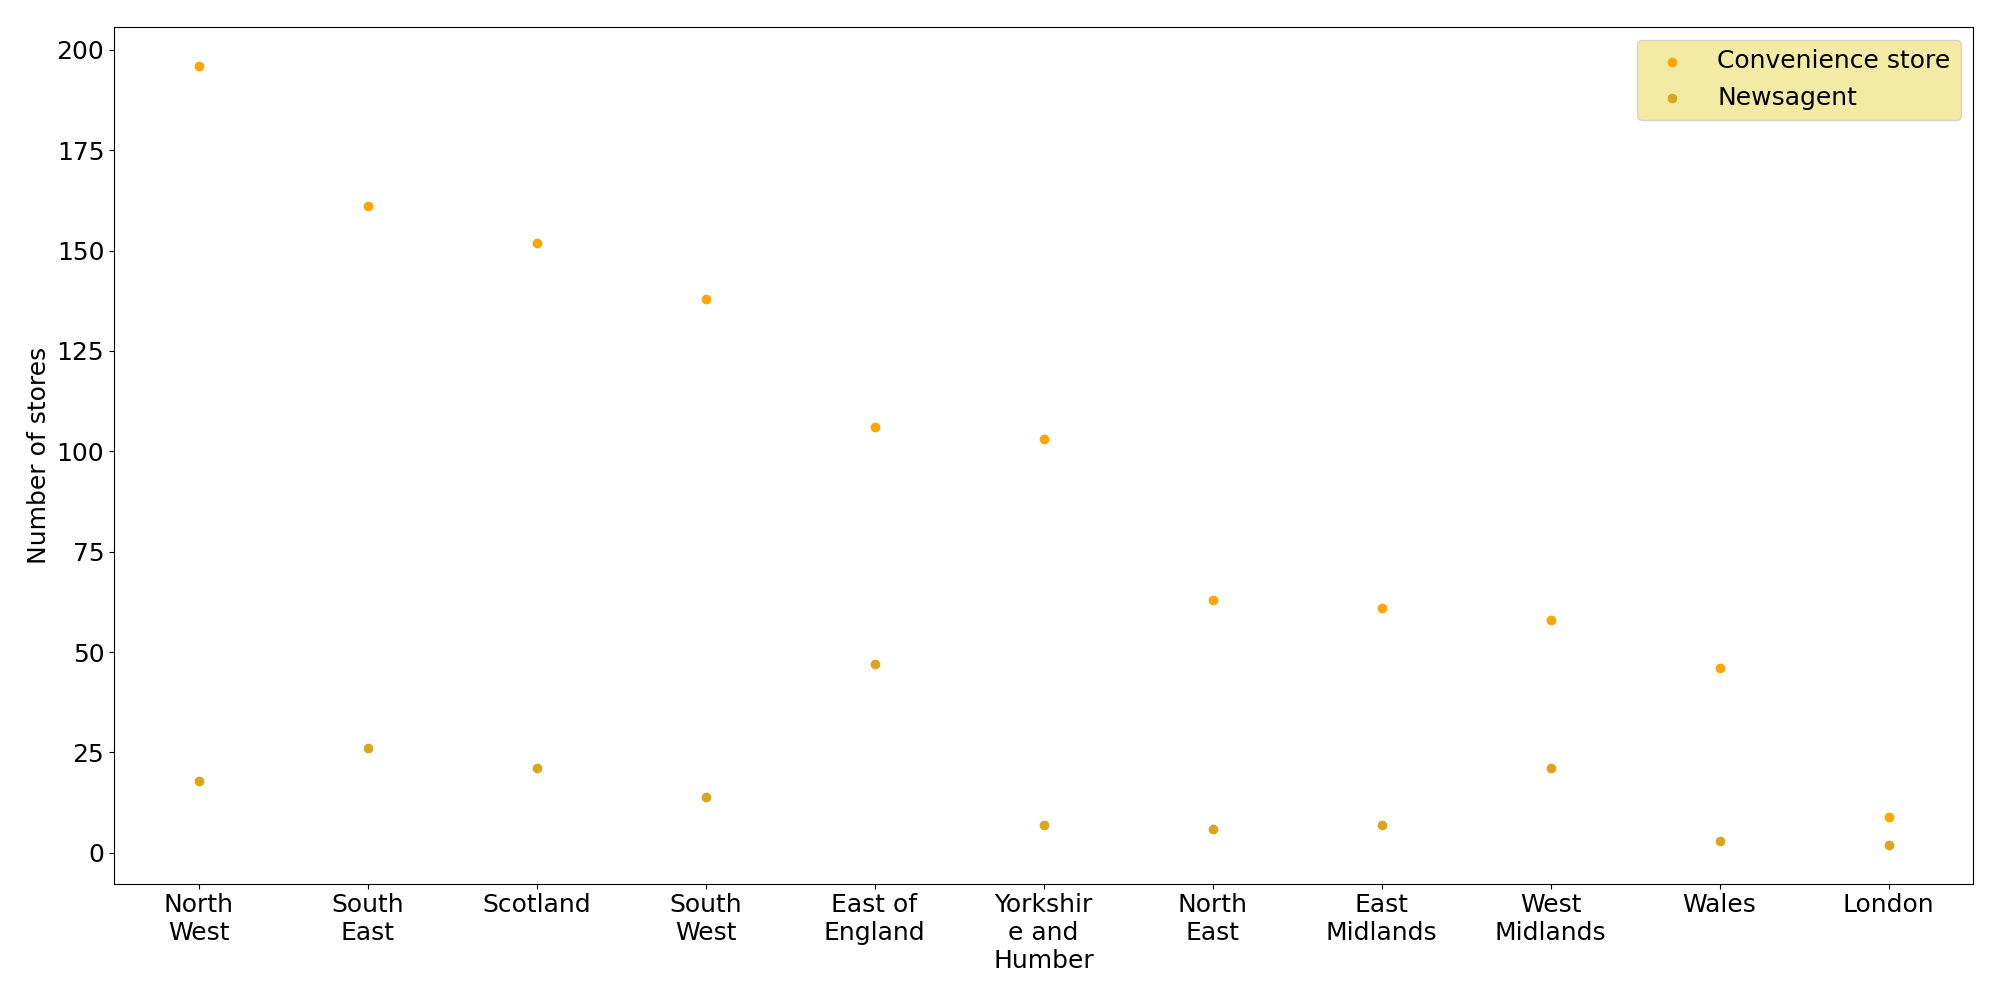 200
175
150
125
100
75
50
25
0
Number of stores
Convenience store
Newsagent
North
West
South
East
Scotland
South
West
East of
England
Yorkshir
e and
Humber
North
East
East
Midlands
West
Midlands
Wales
London